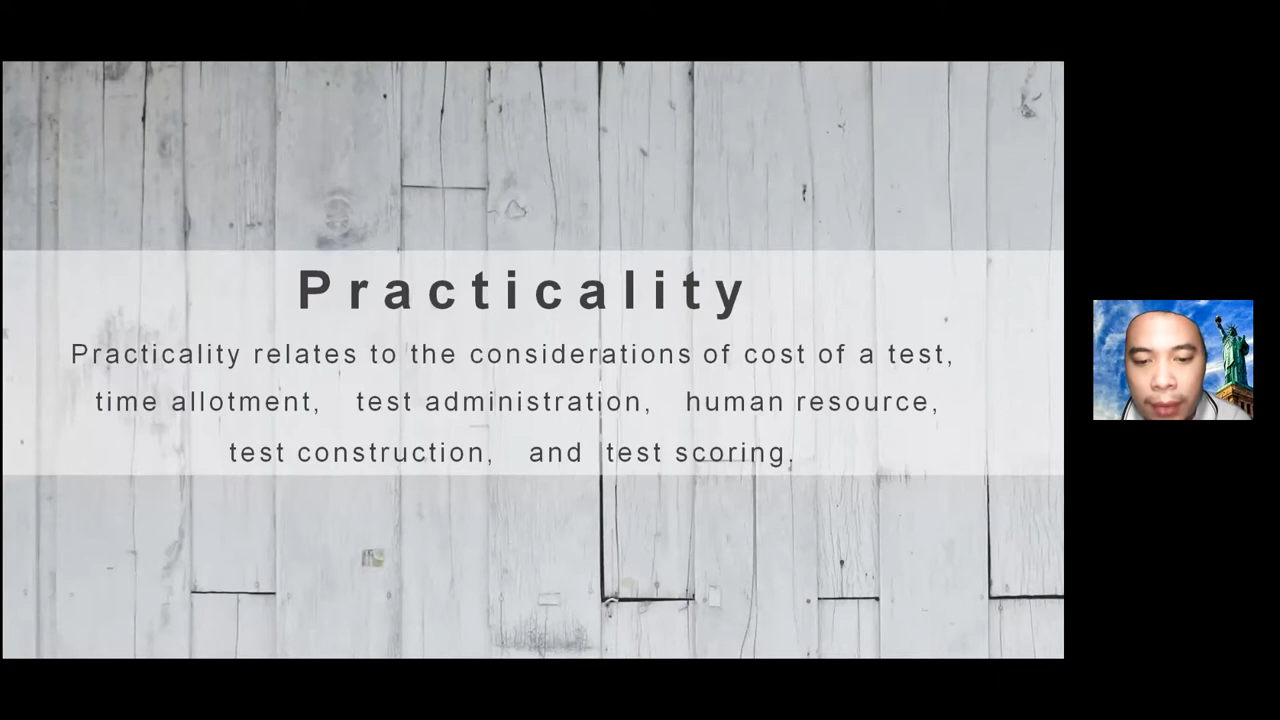 Practicality
Practicality relates to the considerations of cost of a test,
time allotment, test administration, human resource,
test construction, and test scoring.